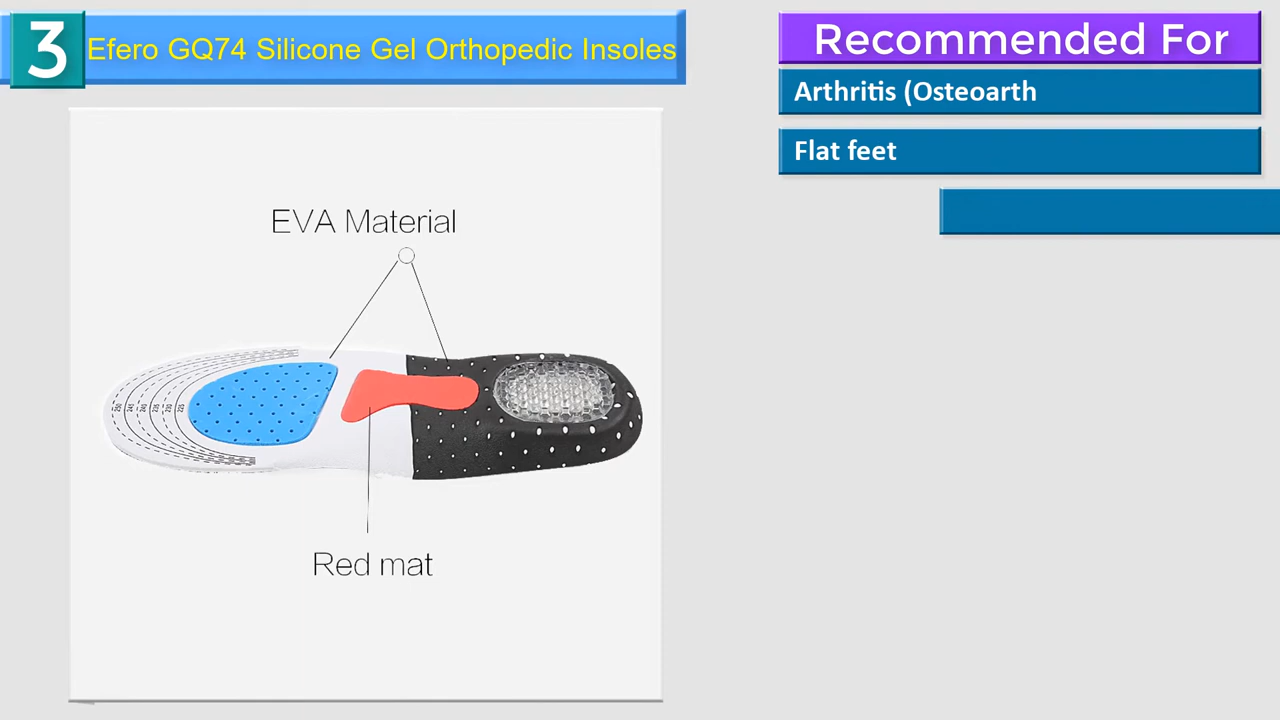 3
Efero GQ74 Silicone Gel Orthopedic Insoles
Recommended For
Arthritis (Osteoarth
Flat feet
EVA Material
Red mat